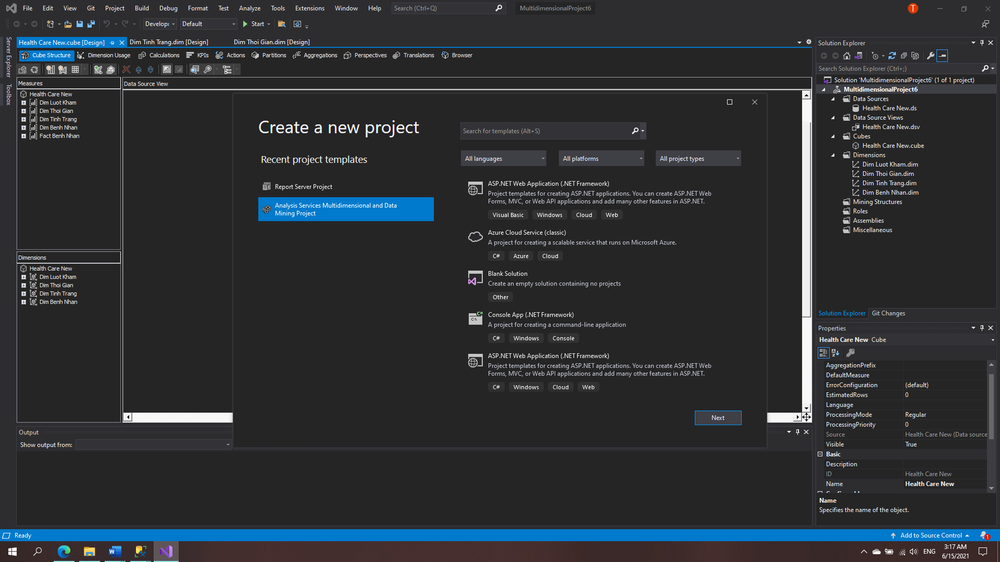 File Edit View Git Project Build Debug Format Test Analyze Tools Extensions Window Help Search (Ctrl+Q) MultidimensionalProject6 T
Developi Default Start
Server Explorer
Toolbox
Health Care New.cube [Design] Dim Tinh Trang.dim [Design] Dim Thoi Gian.dim [Design]
Cube Structure Dimension Usage Calculations KPIs Actions Partitions Aggregations Perspectives Translations Browser
Measures
Health Care New
Dim Luot Kham
Dim Thoi Gian
Dim Tinh Trang
Dim Benh Nhan
Fact Benh Nhan
Dimensions
Health Care New
Dim Luot Kham
Dim Thoi Gian
Dim Tinh Trang
Dim Benh Nhan
Data Source View
Create a new project
Recent project templates
Report Server Project
Analysis Services Multidimensional and Data
Mining Project
Search for templates (Alt+S)
All languages All platforms All project types
ASP.NET Web Application (.NET Framework)
Project templates for creating ASP.NET applications. You can create ASP.NET Web
Forms, MVC, or Web API applications and add many other features in ASP.NET.
Visual Basic Windows Cloud Web
Azure Cloud Service (classic)
A project for creating a scalable service that runs on Microsoft Azure.
C# Azure Cloud
Blank Solution
Create an empty solution containing no projects
Other
Console App (.NET Framework)
A project for creating a command-line application
C# Windows Console
ASP.NET Web Application (.NET Framework)
Project templates for creating ASP.NET applications. You can create ASP.NET Web
Forms, MVC, or Web API applications and add many other features in ASP.NET.
C# Windows Cloud Web
Next
Output
Show output from:
Solution Explorer
Search Solution Explorer (Ctrl+;)
Solution 'MultidimensionalProject6' (1 of 1 project)
MultidimensionalProject6
Data Sources
Health Care New.ds
Data Source Views
Health Care New.dsv
Cubes
Health Care New.cube
Dimensions
Dim Luot Kham.dim
Dim Thoi Gian.dim
Dim Tinh Trang.dim
Dim Benh Nhan.dim
Mining Structures
Roles
Assemblies
Miscellaneous
Solution Explorer Git Changes
Properties
Health Care New Cube
AggregationPrefix
DefaultMeasure
ErrorConfiguration (default)
EstimatedRows 0
Language
ProcessingMode Regular
ProcessingPriority 0
Source Health Care New (Data source
Visible True
Basic
Description
ID Health Care New
Name Health Care New
Name
Specifies the name of the object.
Ready Add to Source Control 1
ENG 3:17 AM
6/15/2021